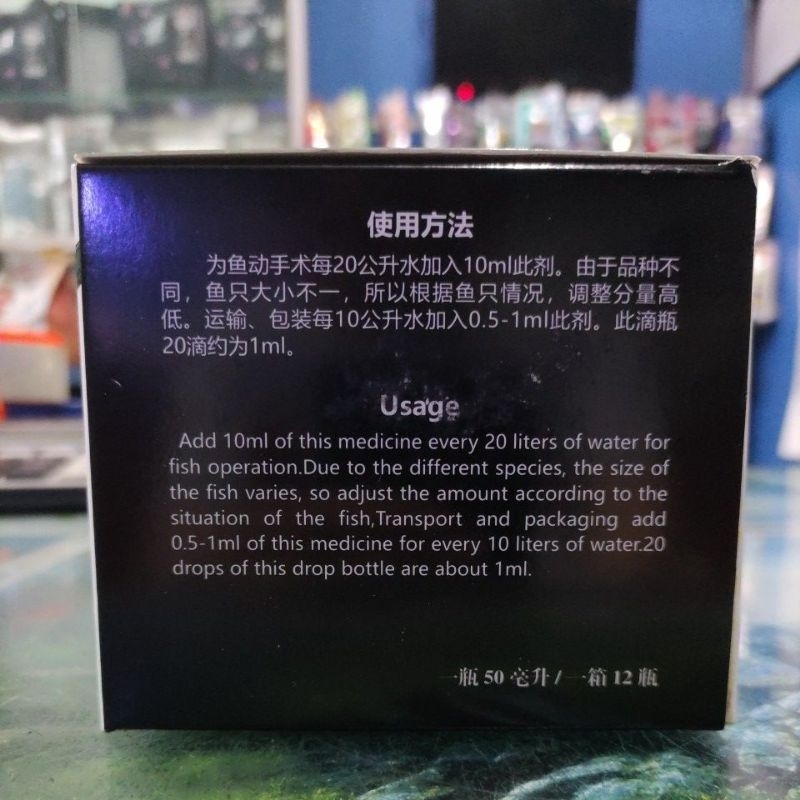 使用方法
为鱼动手术每20公升水加入10ml此剂。由于品种不
同，鱼只大小不一，所以根据鱼只情况，调整分量高
低。运输、包装每10公升水加入0.5-1ml此剂。此滴瓶
20滴约为1ml。
Usage
Add 10ml of this medicine every 20 liters of water for
fish operation.Due to the different species, the size of
the fish varies, so adjust the amount according to the
situation of the fish,Transport and packaging add
0.5-1ml of this medicine for every 10 liters of water.20
drops of this drop bottle are about 1ml.
一瓶 50 毫升 / 一箱 12 瓶